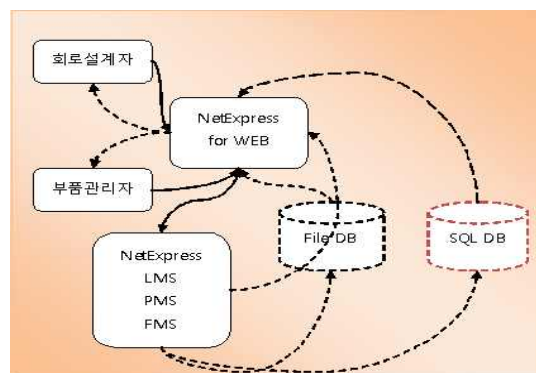 회로설계자
NetExpress
for WEB
부품관리자
NetExpress
LMS
PMS
FMS
File DB
SQL DB